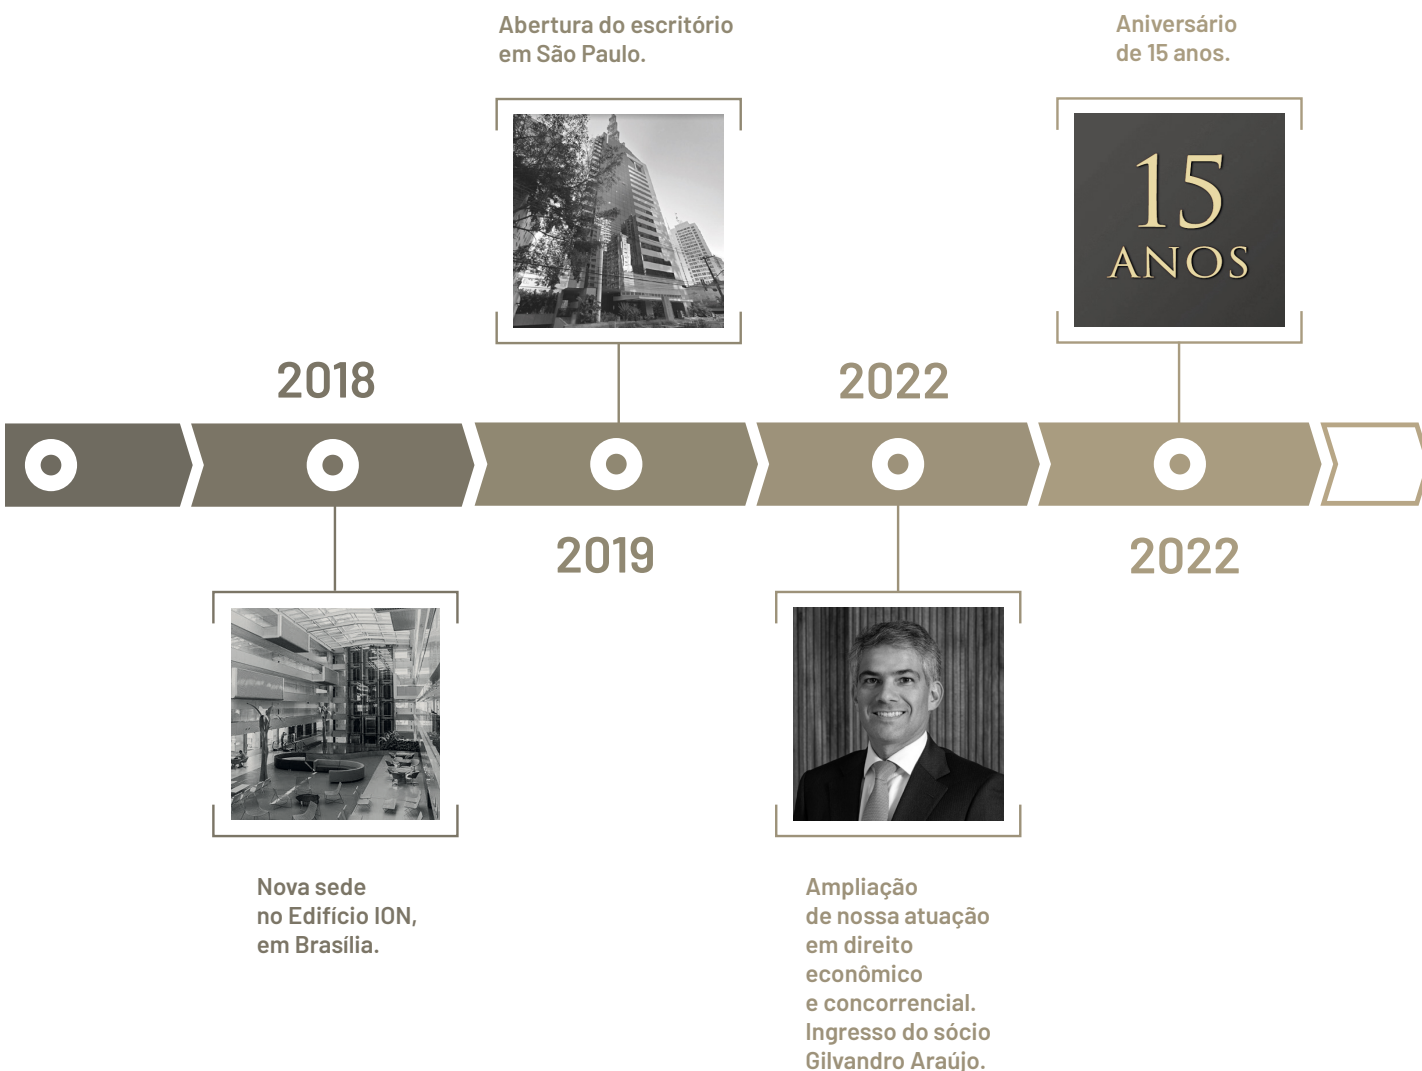 Abertura do escritório
em São Paulo.
Aniversário
de 15 anos.
15
ANOS
2018
2022
2019
2022
Nova sede
no Edifício ION,
em Brasília.
Ampliação
de nossa atuação
em direito
econômico
e concorrencial.
Ingresso do sócio
Gilvandro Araújo.